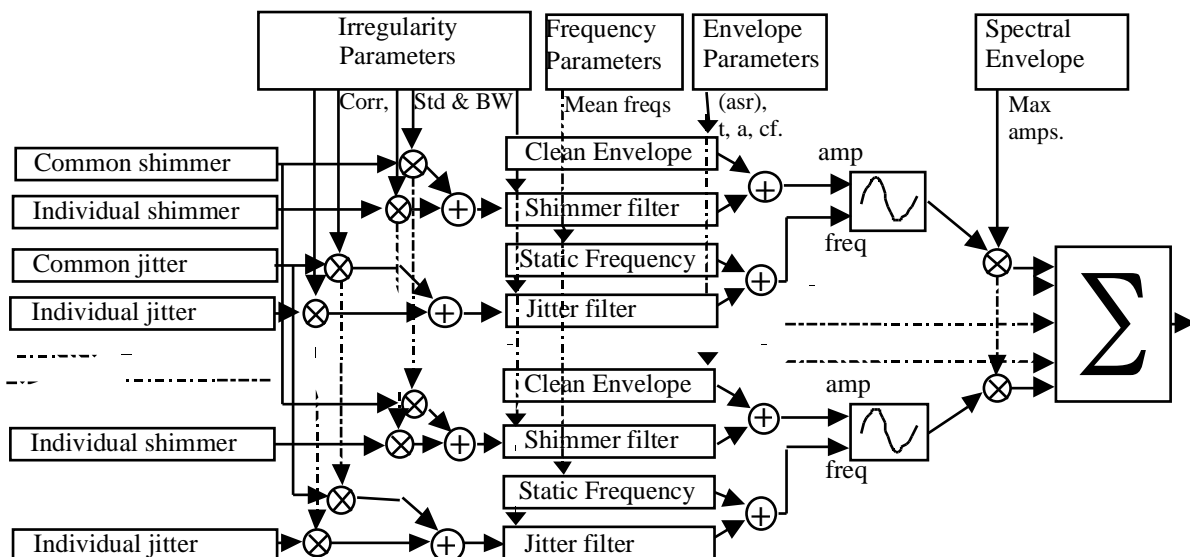 Irregularity
Parameters
Frequency
Parameters
Envelope
Parameters
Spectral
Envelope
Corr,
Std & BW
Mean freqs
(asr),
t, a, cf.
Max
amps.
Common shimmer
Clean Envelope
amp
Individual shimmer
Shimmer filter
freq
Common jitter
Static Frequency
Individual jitter
Jitter filter
Σ
Clean Envelope
amp
Individual shimmer
Shimmer filter
freq
Static Frequency
Individual jitter
Jitter filter